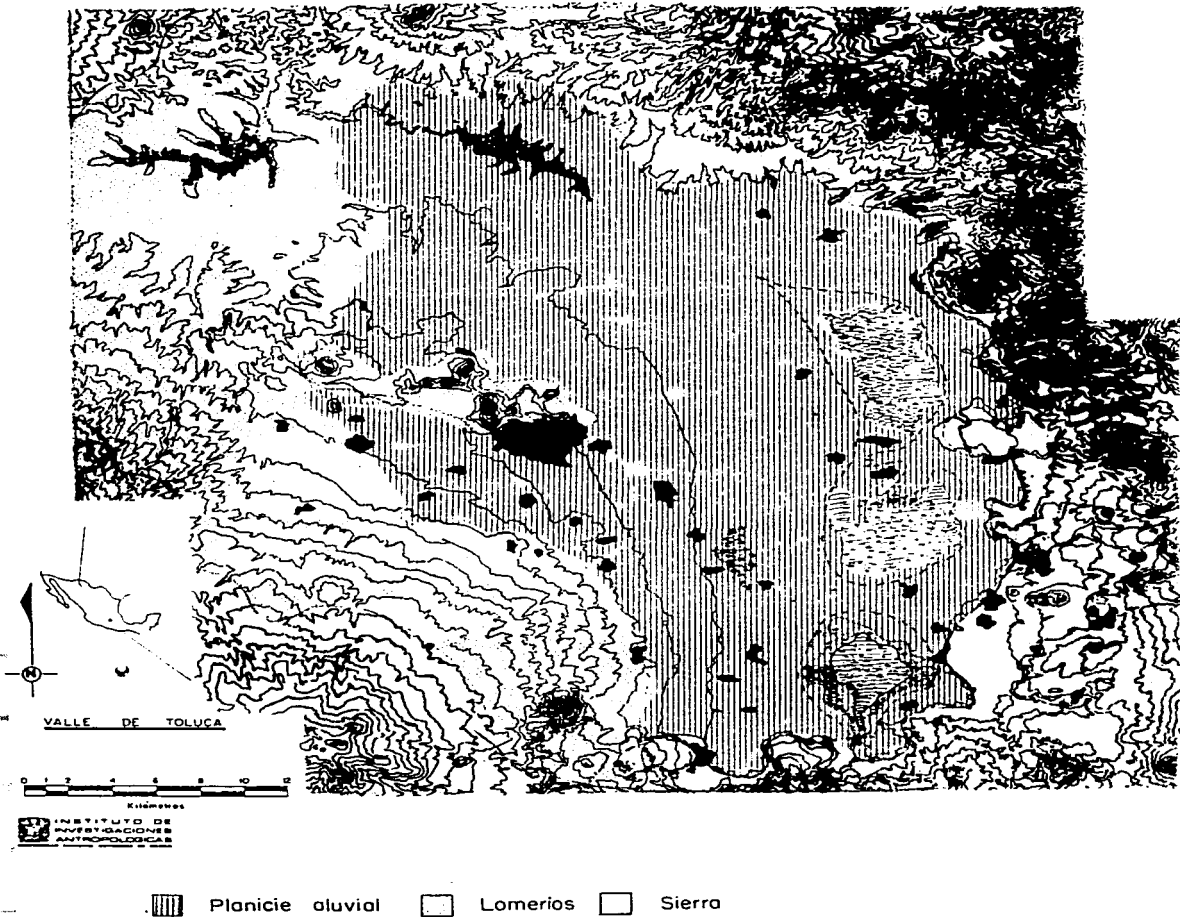 N
VALLE DE TOLUCA
0 1 2 4 6 8 10 12
Kilómetros
INSTITUTO DE
INVESTIGACIONES
ANTROPOLOGICAS
Planicie aluvial Lomerios Sierra